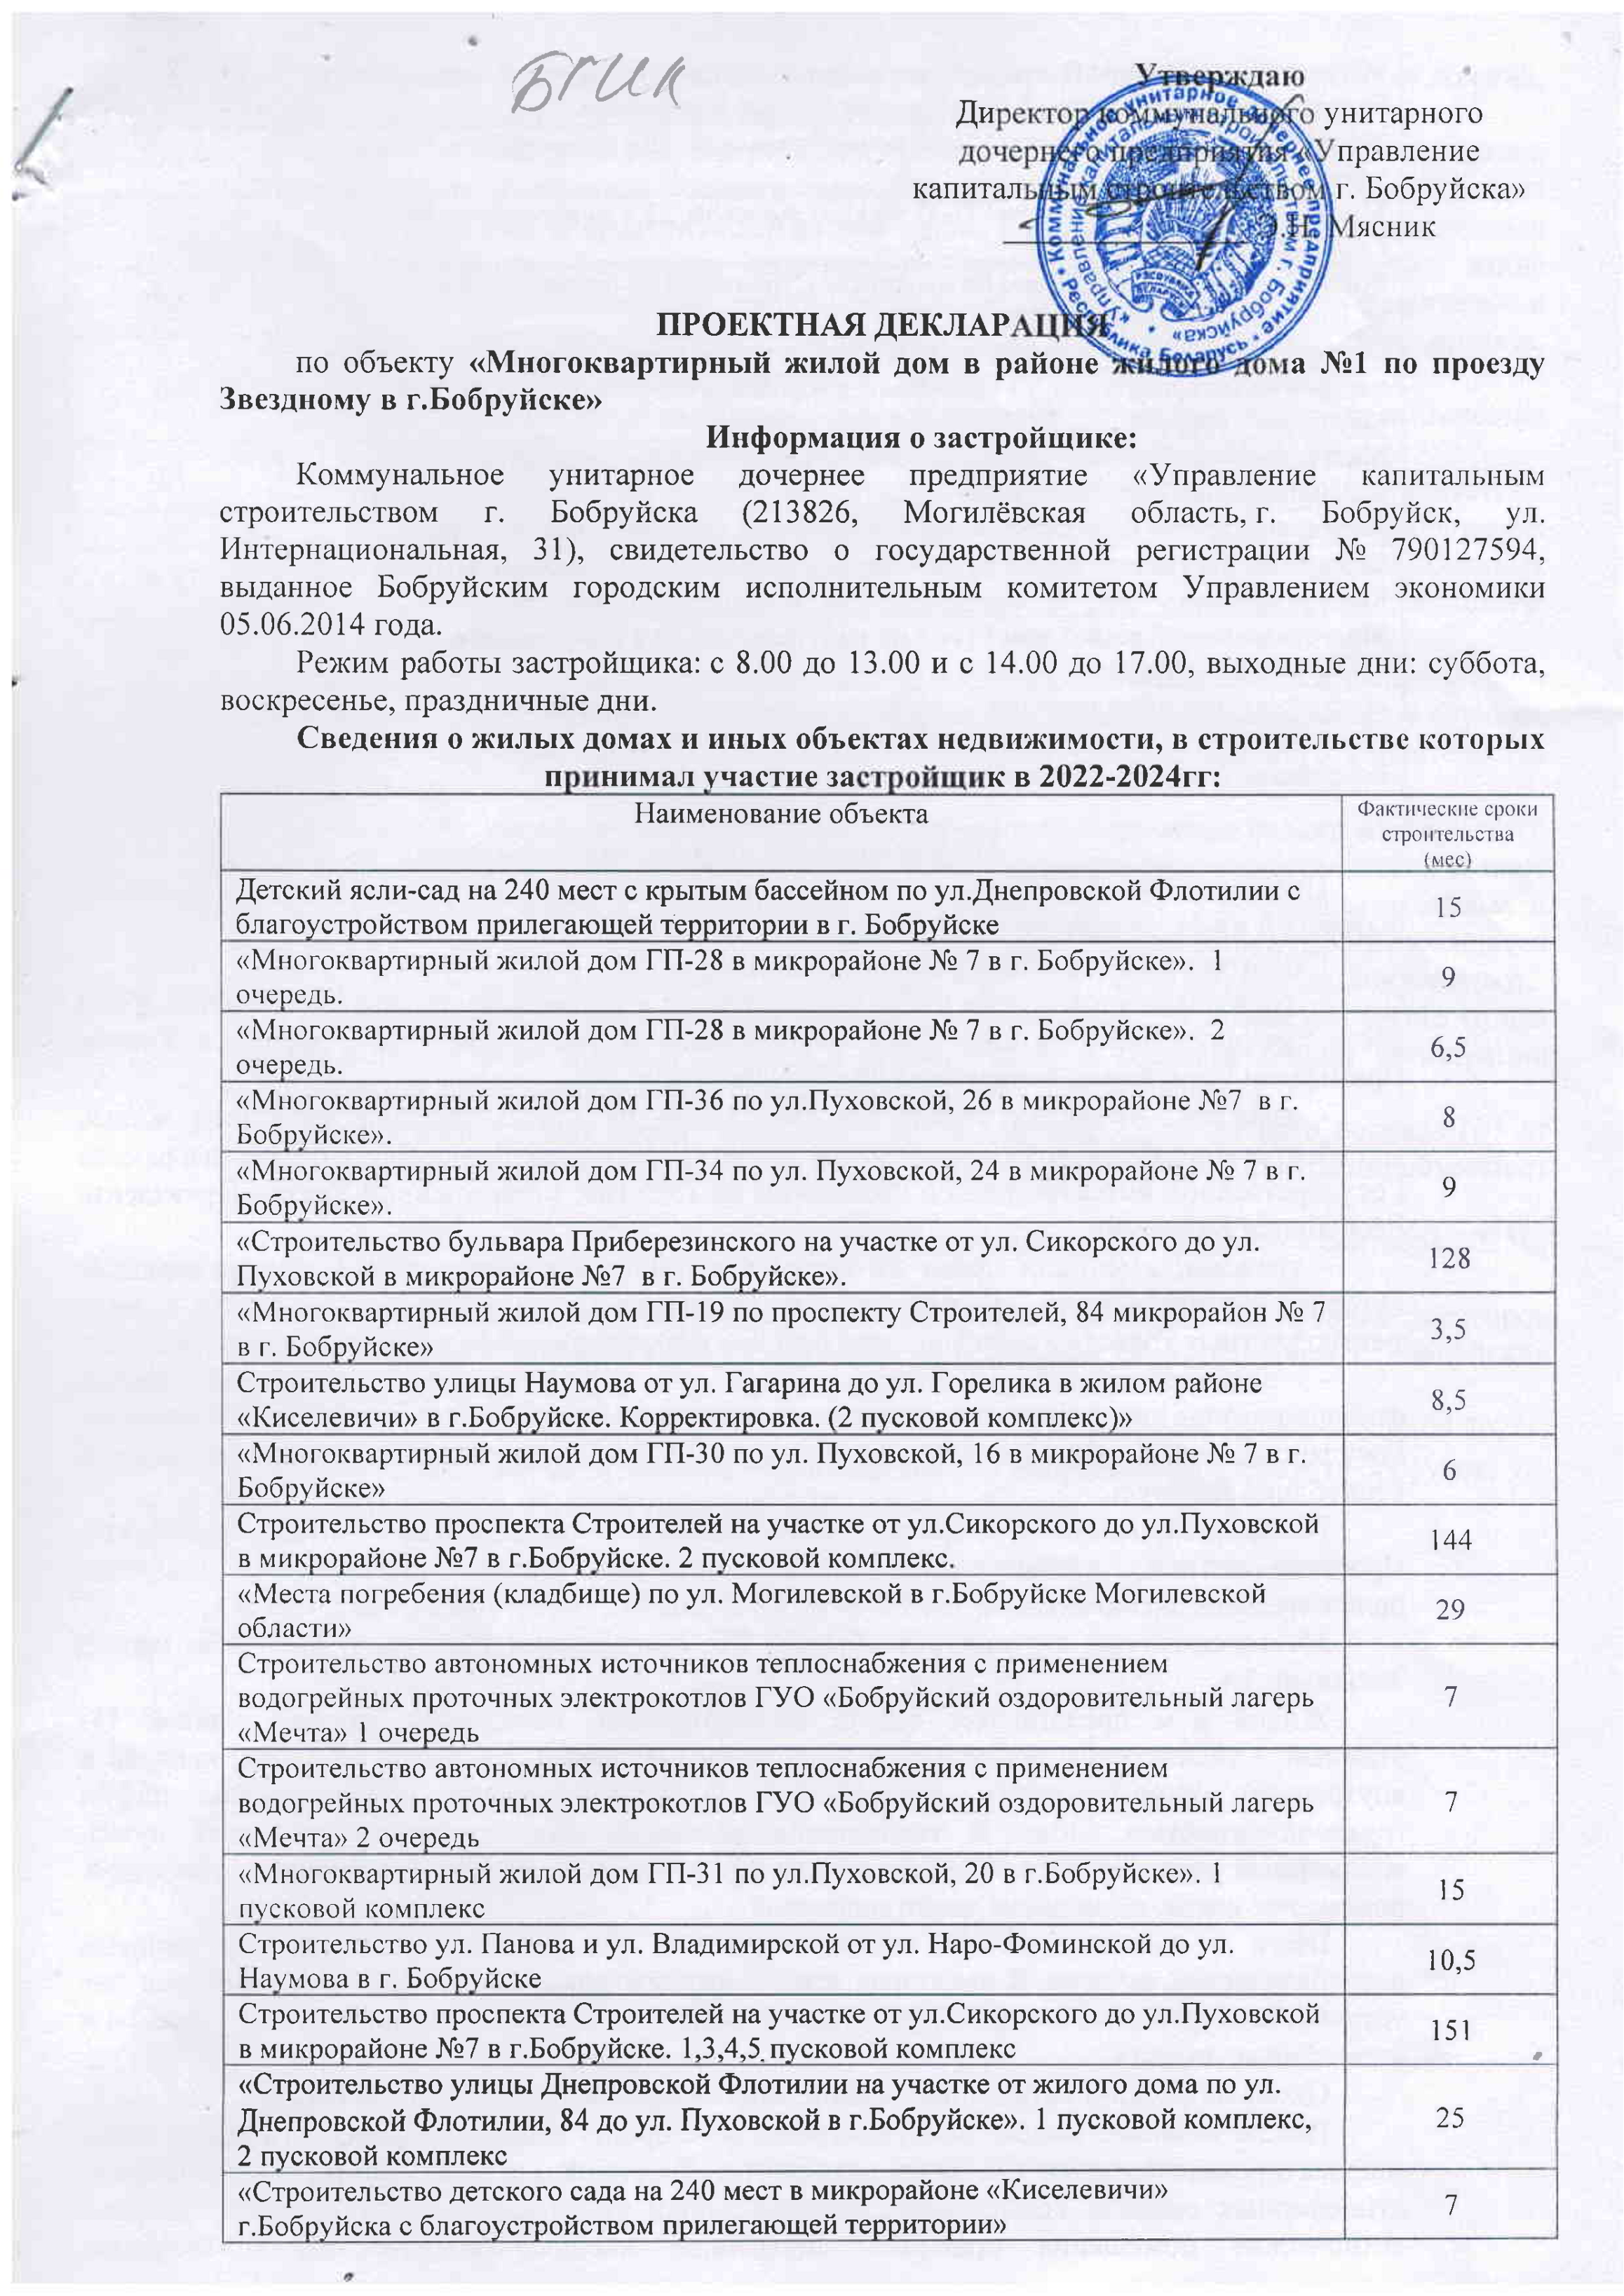 БГИК
Утверждаю
Директор коммунального унитарного
дочернего предприятия «Управление
капитальным строительством г. Бобруйска»
Э.Н. Мясник
• Коммунальное унитарное дочернее предприятие • Республика Беларусь
«Управление капитальным строительством г. Бобруйска»
РЭСПУБЛIКА БЕЛАРУСЬ
ПРОЕКТНАЯ ДЕКЛАРАЦИЯ
по объекту «Многоквартирный жилой дом в районе жилого дома №1 по проезду
Звездному в г.Бобруйске»
Информация о застройщике:
Коммунальное унитарное дочернее предприятие «Управление капитальным
строительством г. Бобруйска (213826, Могилёвская область, г. Бобруйск, ул.
Интернациональная, 31), свидетельство о государственной регистрации № 790127594,
выданное Бобруйским городским исполнительным комитетом Управлением экономики
05.06.2014 года.
Режим работы застройщика: с 8.00 до 13.00 и с 14.00 до 17.00, выходные дни: суббота,
воскресенье, праздничные дни.
Сведения о жилых домах и иных объектах недвижимости, в строительстве которых
принимал участие застройщик в 2022-2024гг:
Наименование объекта
Фактические сроки
строительства
(мес)
Детский ясли-сад на 240 мест с крытым бассейном по ул.Днепровской Флотилии с
благоустройством прилегающей территории в г. Бобруйске
15
«Многоквартирный жилой дом ГП-28 в микрорайоне № 7 в г. Бобруйске». 1
очередь.
9
«Многоквартирный жилой дом ГП-28 в микрорайоне № 7 в г. Бобруйске». 2
очередь.
6,5
«Многоквартирный жилой дом ГП-36 по ул.Пуховской, 26 в микрорайоне №7 в г.
Бобруйске».
8
«Многоквартирный жилой дом ГП-34 по ул. Пуховской, 24 в микрорайоне № 7 в г.
Бобруйске».
9
«Строительство бульвара Приберезинского на участке от ул. Сикорского до ул.
Пуховской в микрорайоне №7 в г. Бобруйске».
128
«Многоквартирный жилой дом ГП-19 по проспекту Строителей, 84 микрорайон № 7
в г. Бобруйске»
3,5
Строительство улицы Наумова от ул. Гагарина до ул. Горелика в жилом районе
«Киселевичи» в г.Бобруйске. Корректировка. (2 пусковой комплекс)»
8,5
«Многоквартирный жилой дом ГП-30 по ул. Пуховской, 16 в микрорайоне № 7 в г.
Бобруйске»
6
Строительство проспекта Строителей на участке от ул.Сикорского до ул.Пуховской
в микрорайоне №7 в г.Бобруйске. 2 пусковой комплекс.
144
«Места погребения (кладбище) по ул. Могилевской в г.Бобруйске Могилевской
области»
29
Строительство автономных источников теплоснабжения с применением
водогрейных проточных электрокотлов ГУО «Бобруйский оздоровительный лагерь
«Мечта» 1 очередь
7
Строительство автономных источников теплоснабжения с применением
водогрейных проточных электрокотлов ГУО «Бобруйский оздоровительный лагерь
«Мечта» 2 очередь
7
«Многоквартирный жилой дом ГП-31 по ул.Пуховской, 20 в г.Бобруйске». 1
пусковой комплекс
15
Строительство ул. Панова и ул. Владимирской от ул. Наро-Фоминской до ул.
Наумова в г. Бобруйске
10,5
Строительство проспекта Строителей на участке от ул.Сикорского до ул.Пуховской
в микрорайоне №7 в г.Бобруйске. 1,3,4,5 пусковой комплекс
151
«Строительство улицы Днепровской Флотилии на участке от жилого дома по ул.
Днепровской Флотилии, 84 до ул. Пуховской в г.Бобруйске». 1 пусковой комплекс,
2 пусковой комплекс
25
«Строительство детского сада на 240 мест в микрорайоне «Киселевичи»
г.Бобруйска с благоустройством прилегающей территории»
7